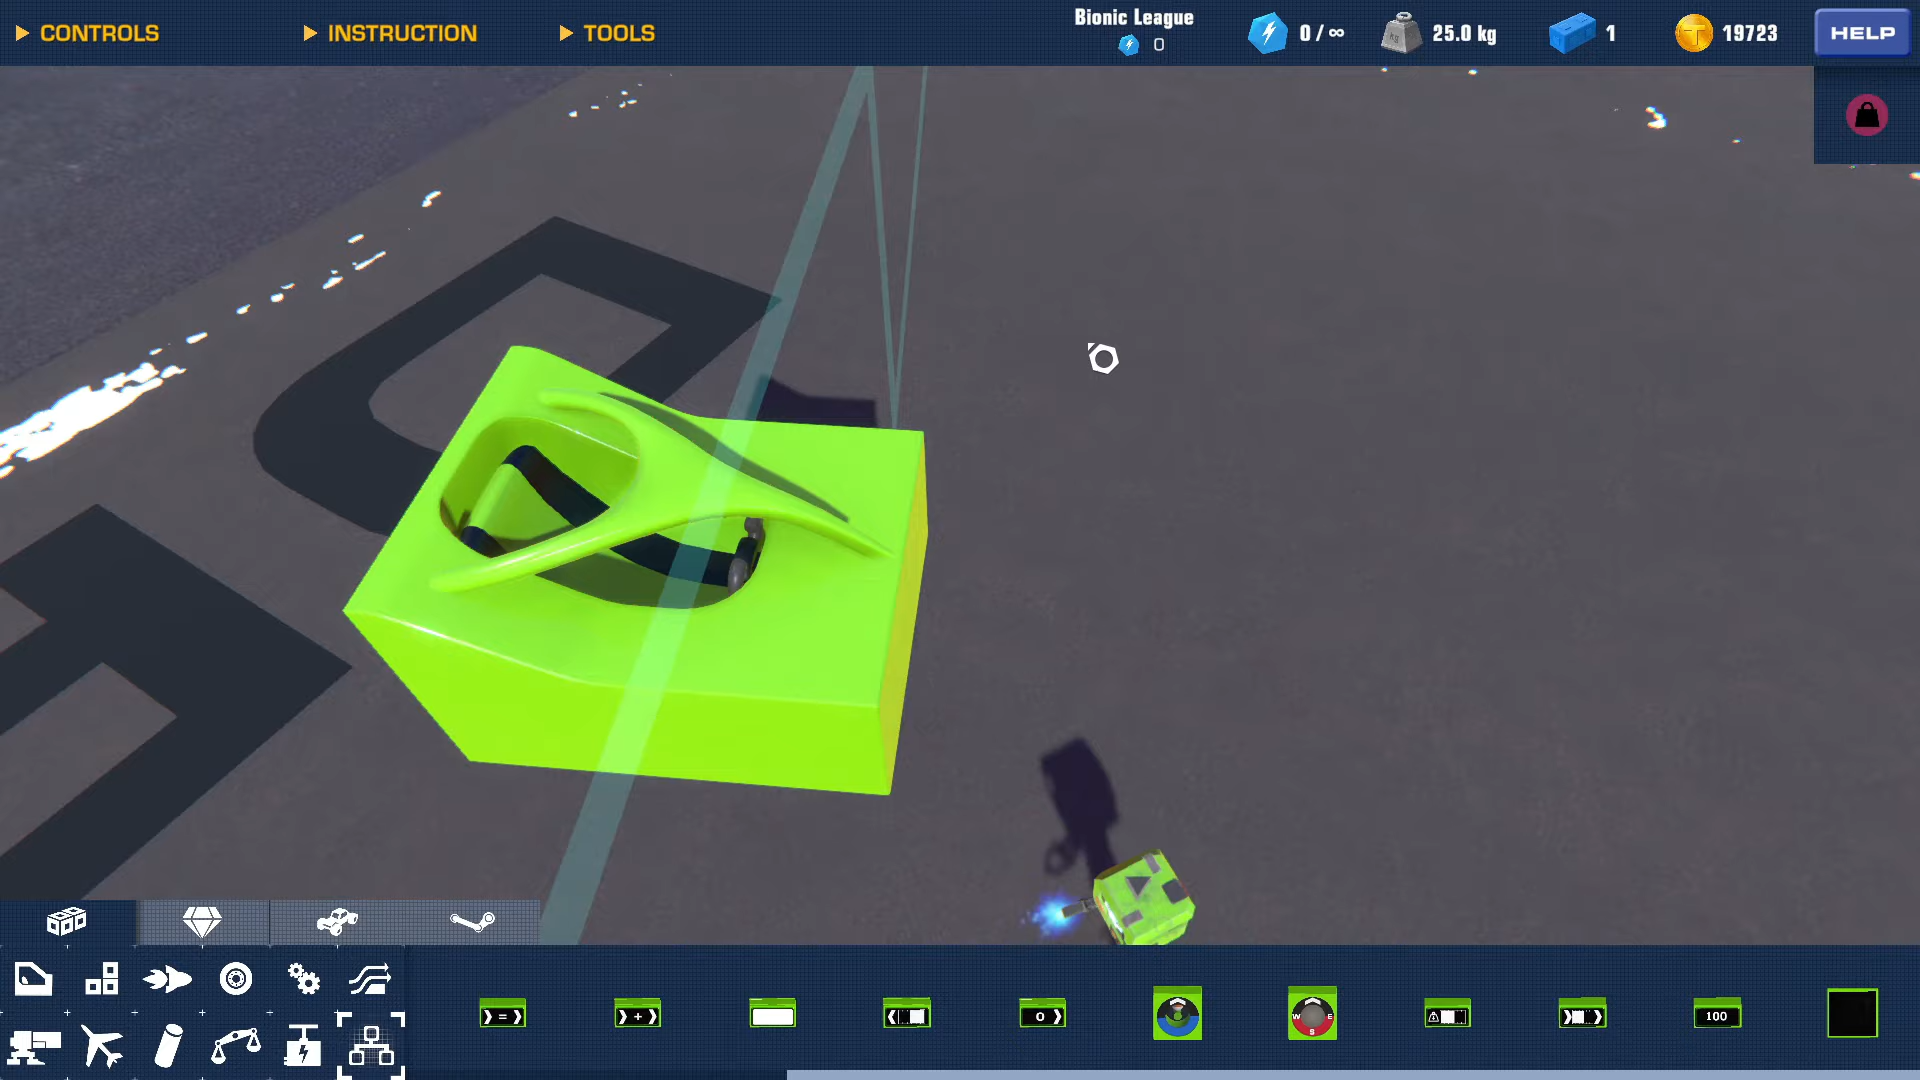 CONTROLS
INSTRUCTION
TOOLS
Bionic League
0
0 / ∞
25.0 kg
1
19723
HELP
=
+
0
W E
S
100